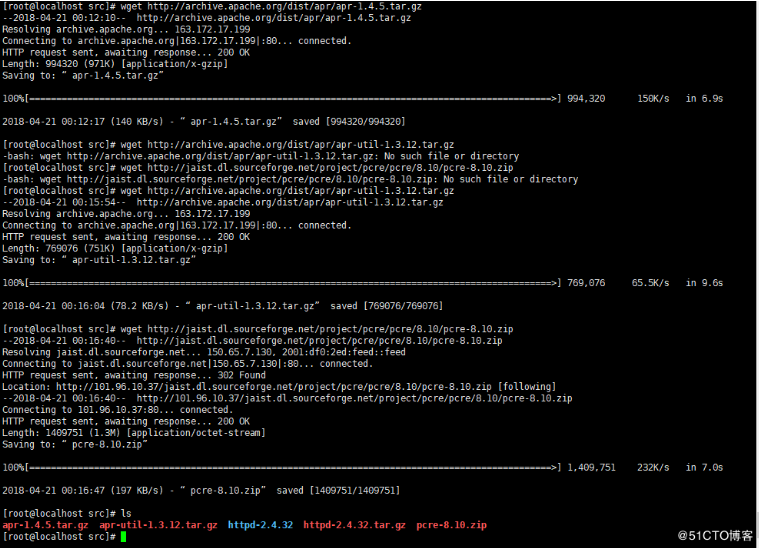 [root@localhost src]# wget http://archive.apache.org/dist/apr/apr-1.4.5.tar.gz
--2018-04-21 00:12:10--  http://archive.apache.org/dist/apr/apr-1.4.5.tar.gz
Resolving archive.apache.org... 163.172.17.199
Connecting to archive.apache.org|163.172.17.199|:80... connected.
HTTP request sent, awaiting response... 200 OK
Length: 994320 (971K) [application/x-gzip]
Saving to: “ apr-1.4.5.tar.gz”
100%[======================================================================================>] 994,320     150K/s   in 6.9s
2018-04-21 00:12:17 (140 KB/s) - “ apr-1.4.5.tar.gz”  saved [994320/994320]
[root@localhost src]# wget http://archive.apache.org/dist/apr/apr-util-1.3.12.tar.gz
-bash: wget http://archive.apache.org/dist/apr/apr-util-1.3.12.tar.gz: No such file or directory
[root@localhost src]# wget http://jaist.dl.sourceforge.net/project/pcre/pcre/8.10/pcre-8.10.zip
-bash: wget http://jaist.dl.sourceforge.net/project/pcre/pcre/8.10/pcre-8.10.zip: No such file or directory
[root@localhost src]# wget http://archive.apache.org/dist/apr/apr-util-1.3.12.tar.gz
--2018-04-21 00:15:54--  http://archive.apache.org/dist/apr/apr-util-1.3.12.tar.gz
Resolving archive.apache.org... 163.172.17.199
Connecting to archive.apache.org|163.172.17.199|:80... connected.
HTTP request sent, awaiting response... 200 OK
Length: 769076 (751K) [application/x-gzip]
Saving to: “ apr-util-1.3.12.tar.gz”
100%[======================================================================================>] 769,076     65.5K/s   in 9.6s
2018-04-21 00:16:04 (78.2 KB/s) - “ apr-util-1.3.12.tar.gz”  saved [769076/769076]
[root@localhost src]# wget http://jaist.dl.sourceforge.net/project/pcre/pcre/8.10/pcre-8.10.zip
--2018-04-21 00:16:40--  http://jaist.dl.sourceforge.net/project/pcre/pcre/8.10/pcre-8.10.zip
Resolving jaist.dl.sourceforge.net... 150.65.7.130, 2001:df0:2ed:feed::feed
Connecting to jaist.dl.sourceforge.net|150.65.7.130|:80... connected.
HTTP request sent, awaiting response... 302 Found
Location: http://101.96.10.37/jaist.dl.sourceforge.net/project/pcre/pcre/8.10/pcre-8.10.zip [following]
--2018-04-21 00:16:40--  http://101.96.10.37/jaist.dl.sourceforge.net/project/pcre/pcre/8.10/pcre-8.10.zip
Connecting to 101.96.10.37:80... connected.
HTTP request sent, awaiting response... 200 OK
Length: 1409751 (1.3M) [application/octet-stream]
Saving to: “ pcre-8.10.zip”
100%[======================================================================================>] 1,409,751    232K/s   in 7.0s
2018-04-21 00:16:47 (197 KB/s) - “ pcre-8.10.zip”  saved [1409751/1409751]
[root@localhost src]# ls
apr-1.4.5.tar.gz  apr-util-1.3.12.tar.gz  httpd-2.4.32  httpd-2.4.32.tar.gz  pcre-8.10.zip
[root@localhost src]#
@51CTO博客